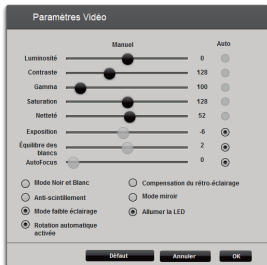 Paramètres Vidéo
Manuel Auto
Luminosité 0
Contraste 128
Gamma 100
Saturation 128
Netteté 52
Exposition -6
Équilibre des
blancs 2
AutoFocus 0
Mode Noir et Blanc Compensation du rétro-éclairage
Anti-scintillement Mode miroir
Mode faible éclairage Allumer la LED
Rotation automatique
activée
Défaut Annuler OK